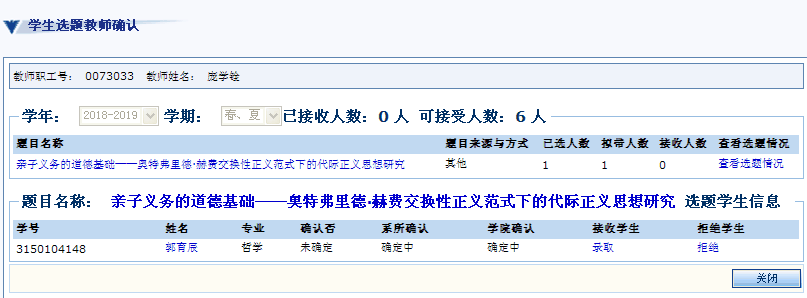 学生选题教师确认
教师职工号： 0073033 教师姓名： 庞学铨
学年： 2018-2019 学期： 春、夏 已接收人数：0 人 可接受人数：6 人
题目名称 题目来源与方式 已选人数 拟带人数 接收人数 查看选题情况
亲子义务的道德基础——奥特弗里德·赫费交换性正义范式下的代际正义思想研究 其他 1 1 0 查看选题情况
题目名称： 亲子义务的道德基础——奥特弗里德·赫费交换性正义范式下的代际正义思想研究 选题学生信息
学号 姓名 专业 确认否 系所确认 学院确认 接收学生 拒绝学生
3150104148 郭育辰 哲学 未确定 确定中 确定中 录取 拒绝
关闭